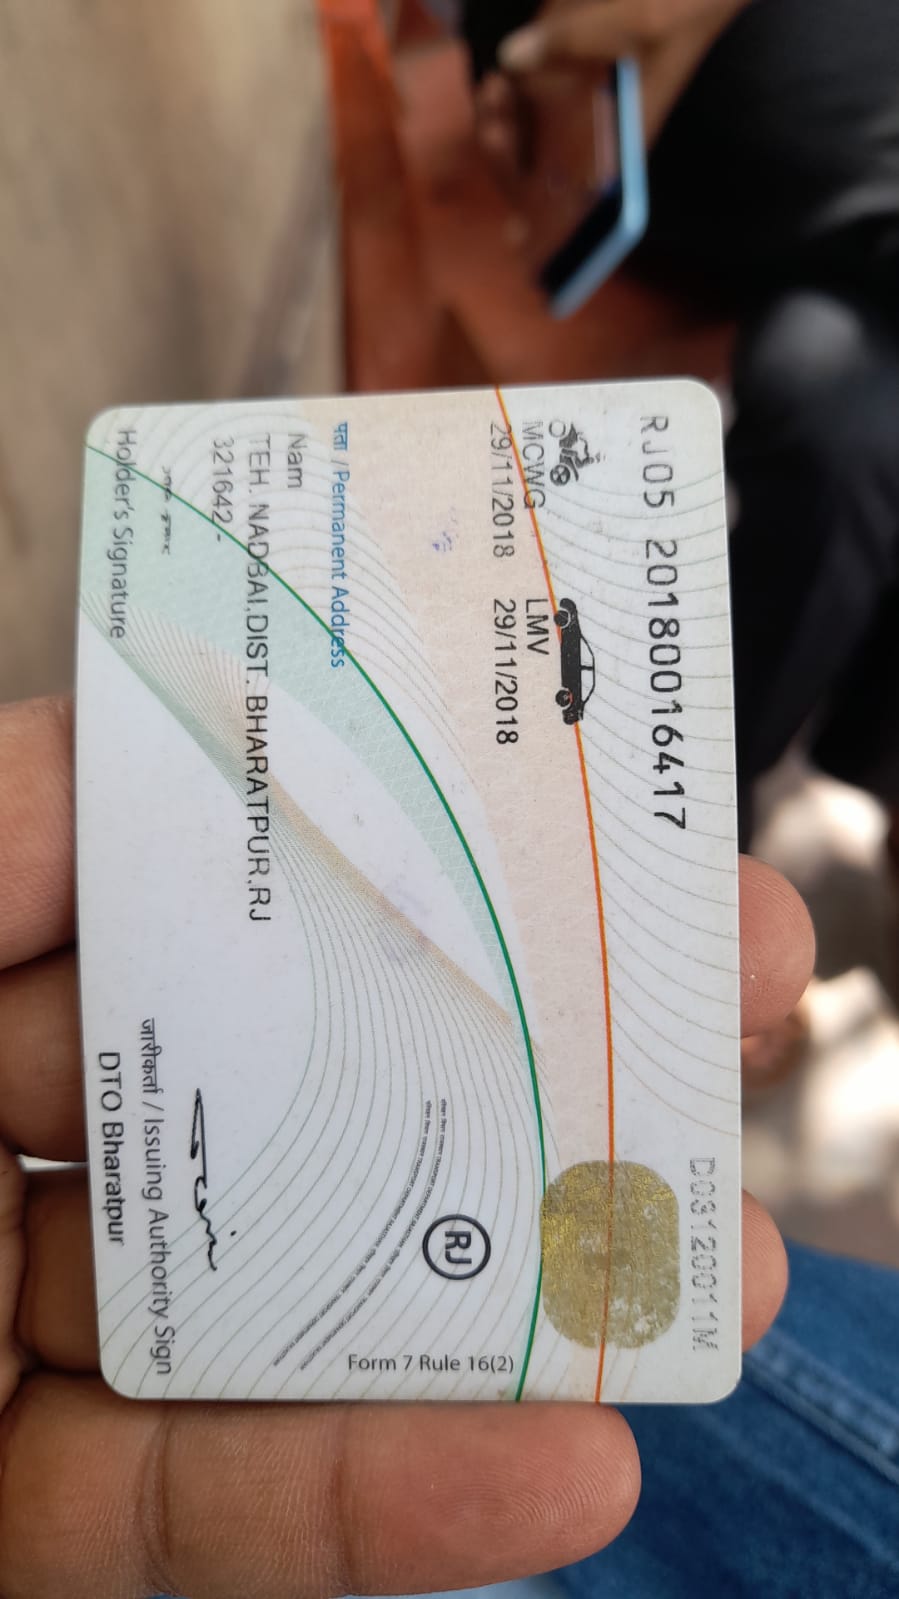 RJ05 20180016417
D03120011M
MCWG LMV
29/11/2018 29/11/2018
पता / Permanent Address
Nam
TEH. NADBAI,DIST. BHARATPUR,RJ
321642-
RJ
Form 7 Rule 16(2)
Holder's Signature
जारीकर्ता / Issuing Authority Sign
DTO Bharatpur